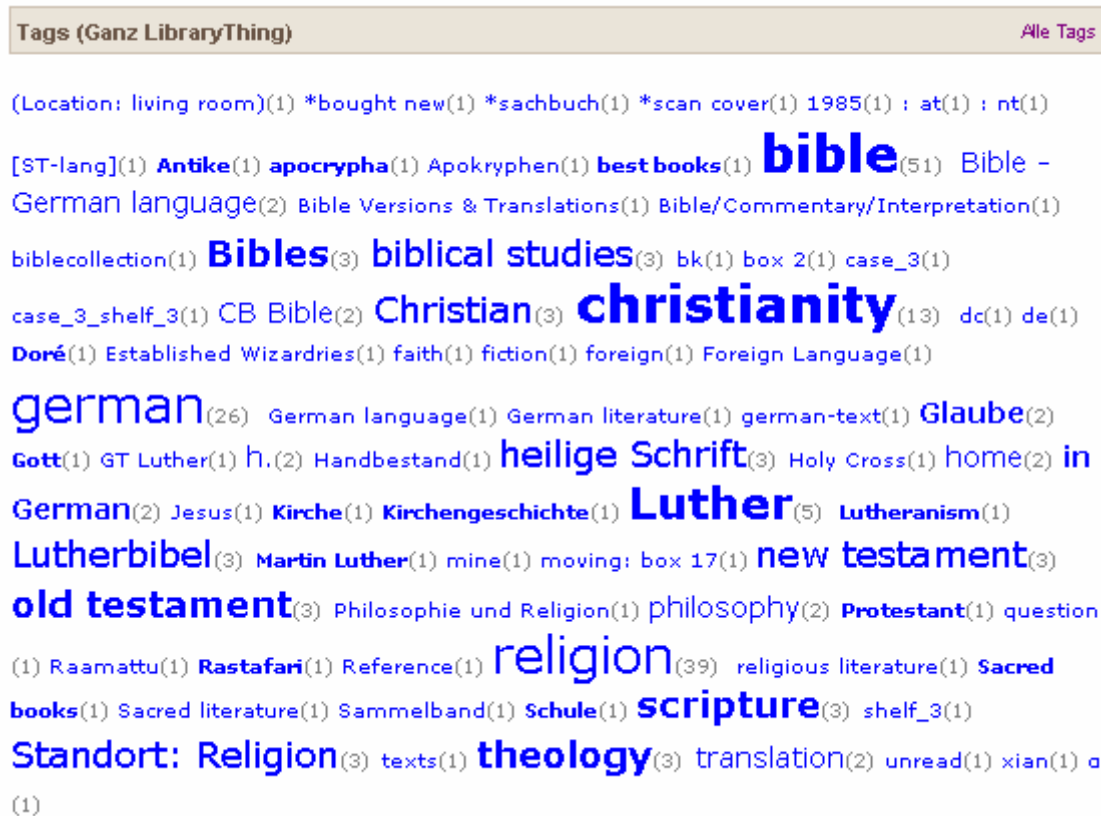 Tags (Ganz LibraryThing) Alle Tags
(Location: living room)(1) *bought new(1) *sachbuch(1) *scan cover(1) 1985(1) : at(1) : nt(1)
[ST-lang](1) Antike(1) apocrypha(1) Apokryphen(1) best books(1) bible(51) Bible -
German language(2) Bible Versions & Translations(1) Bible/Commentary/Interpretation(1)
biblecollection(1) Bibles(3) biblical studies(3) bk(1) box 2(1) case_3(1)
case_3_shelf_3(1) CB Bible(2) Christian(3) christianity(13) dc(1) de(1)
Doré(1) Established Wizardries(1) faith(1) fiction(1) foreign(1) Foreign Language(1)
german(26) German language(1) German literature(1) german-text(1) Glaube(2)
Gott(1) GT Luther(1) h.(2) Handbestand(1) heilige Schrift(3) Holy Cross(1) home(2) in
German(2) Jesus(1) Kirche(1) Kirchengeschichte(1) Luther(5) Lutheranism(1)
Lutherbibel(3) Martin Luther(1) mine(1) moving: box 17(1) new testament(3)
old testament(3) Philosophie und Religion(1) philosophy(2) Protestant(1) question
(1) Raamattu(1) Rastafari(1) Reference(1) religion(39) religious literature(1) Sacred
books(1) Sacred literature(1) Sammelband(1) Schule(1) scripture(3) shelf_3(1)
Standort: Religion(3) texts(1) theology(3) translation(2) unread(1) xian(1)
(1)